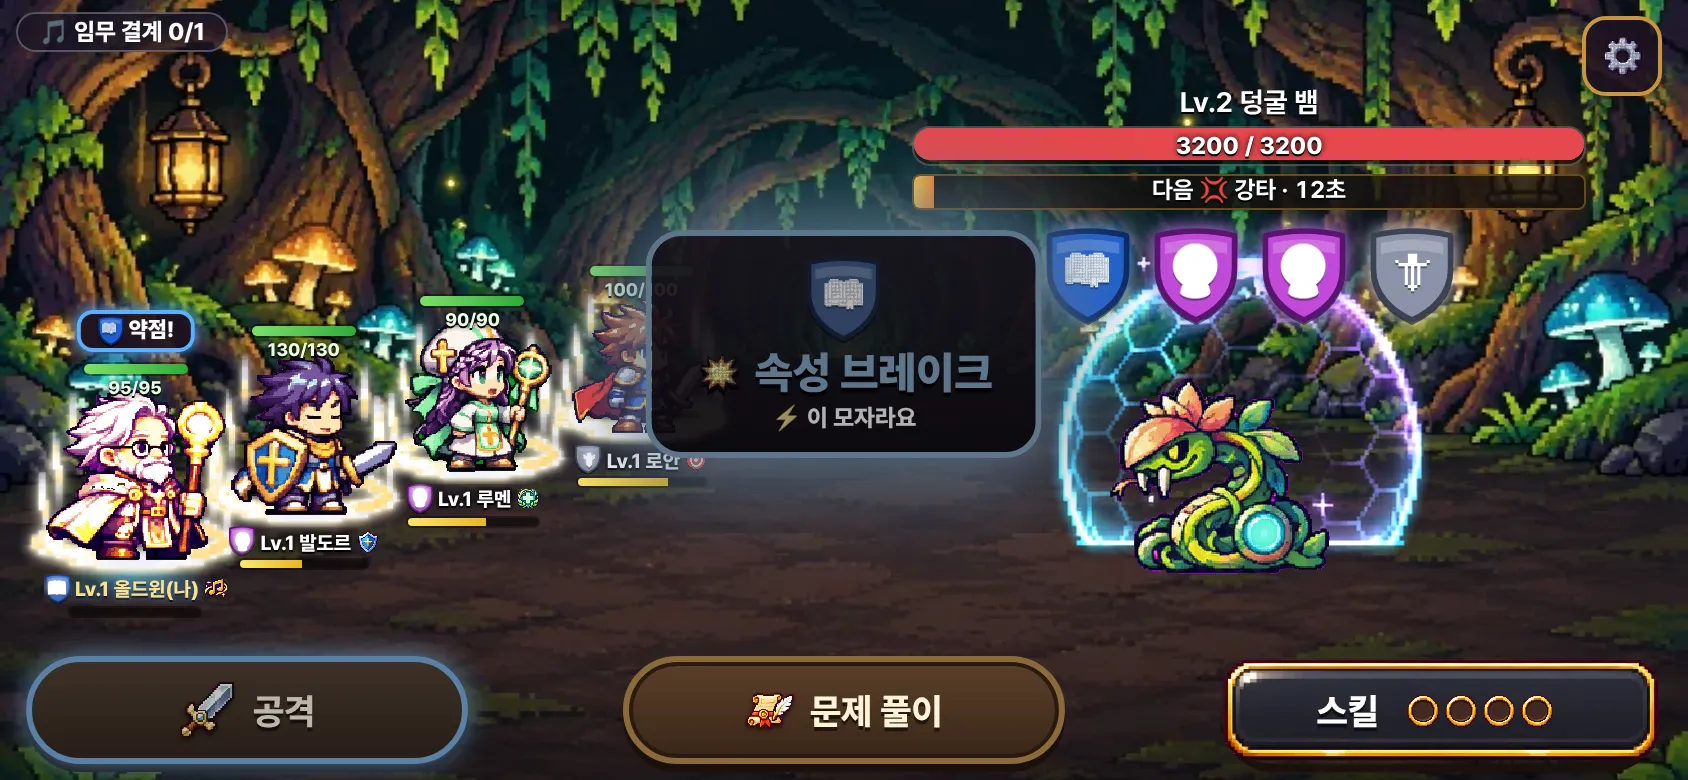 임무 결계 0/1
Lv.2 덩굴 뱀
3200 / 3200
다음 강타 · 12초
약점!
95/95
130/130
90/90
100/100
속성 브레이크
이 모자라요
Lv.1 로안
Lv.1 루멘
Lv.1 발도르
Lv.1 올드윈(나)
공격
문제 풀이
스킬